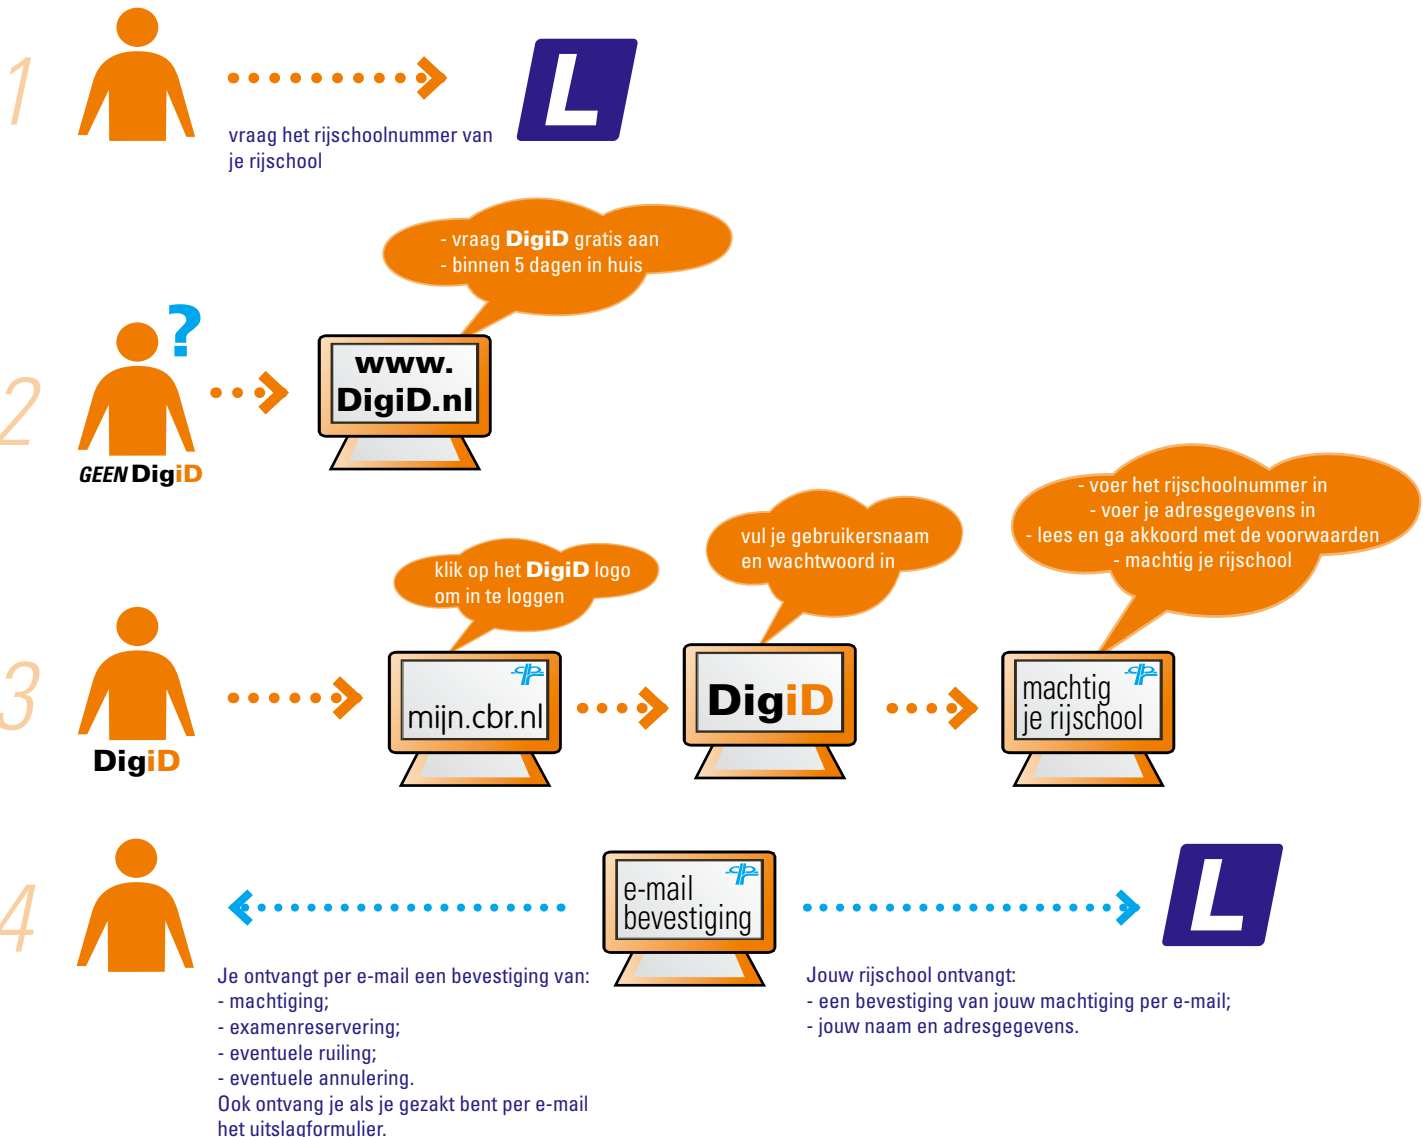 1
L
vraag het rijschoolnummer van
je rijschool
- vraag DigiD gratis aan
- binnen 5 dagen in huis
?
2
www.
DigiD.nl
GEEN DigiD
3
DigiD
klik op het DigiD logo
om in te loggen
mijn.cbr.nl
vul je gebruikersnaam
en wachtwoord in
DigiD
- voer het rijschoolnummer in
- voer je adresgegevens in
- lees en ga akkoord met de voorwaarden
- machtig je rijschool
machtig
je rijschool
4
e-mail
bevestiging
L
Je ontvangt per e-mail een bevestiging van:
- machtiging;
- examenreservering;
- eventuele ruiling;
- eventuele annulering.
Ook ontvang je als je gezakt bent per e-mail
het uitslagformulier.
Jouw rijschool ontvangt:
- een bevestiging van jouw machtiging per e-mail;
- jouw naam en adresgegevens.